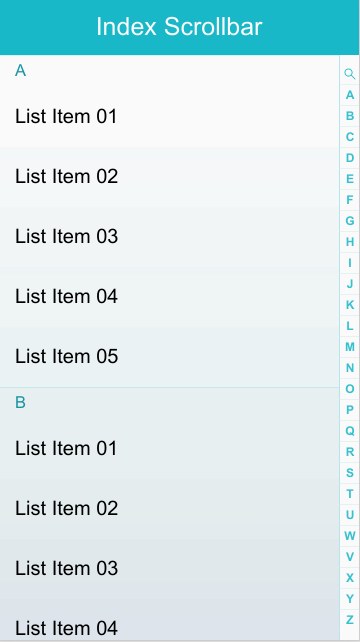 Index Scrollbar
A
List Item 01
List Item 02
List Item 03
List Item 04
List Item 05
B
List Item 01
List Item 02
List Item 03
List Item 04
A
B
C
D
E
F
G
H
I
J
K
L
M
N
O
P
Q
R
S
T
U
W
V
X
Y
Z